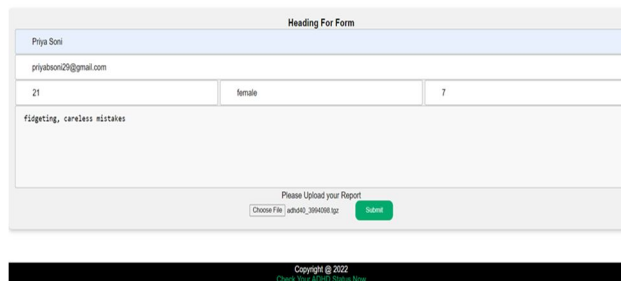 Heading For Form
Priya Soni
priyabsoni29@gmail.com
21 female 7
fidgeting, careless mistakes
Please Upload your Report
Choose File adhd40_3994098.tgz Submit
Copyright @ 2022
Check Your ADHD Status Now